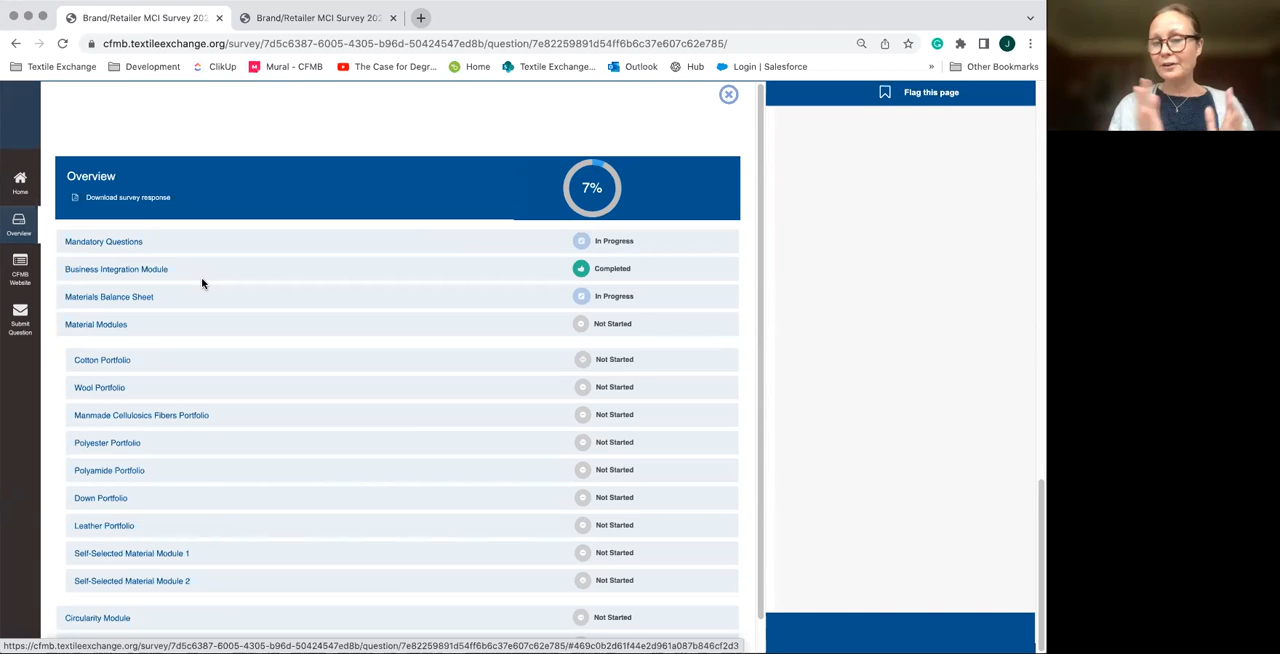 Brand/Retailer MCI Survey 202
Brand/Retailer MCI Survey 202
cfmb.textileexchange.org/survey/7d5c6387-6005-4305-b96d-50424547ed8b/question/7e82259891d54ff6b6c37e607c62e785/
Textile Exchange Development ClikUp Mural - CFMB The Case for Degr... Home Textile Exchange... Outlook Hub Login | Salesforce » Other Bookmarks
Flag this page
Overview
Download survey response
7%
Home
Overview
CFMB Website
Submit Question
Mandatory Questions In Progress
Business Integration Module Completed
Materials Balance Sheet In Progress
Material Modules Not Started
Cotton Portfolio Not Started
Wool Portfolio Not Started
Manmade Cellulosics Fibers Portfolio Not Started
Polyester Portfolio Not Started
Polyamide Portfolio Not Started
Down Portfolio Not Started
Leather Portfolio Not Started
Self-Selected Material Module 1 Not Started
Self-Selected Material Module 2 Not Started
Circularity Module Not Started
https://cfmb.textileexchange.org/survey/7d5c6387-6005-4305-b96d-50424547ed8b/question/7e82259891d54ff6b6c37e607c62e785/#469c0b2d61f44e2d961a087b846cf2d3